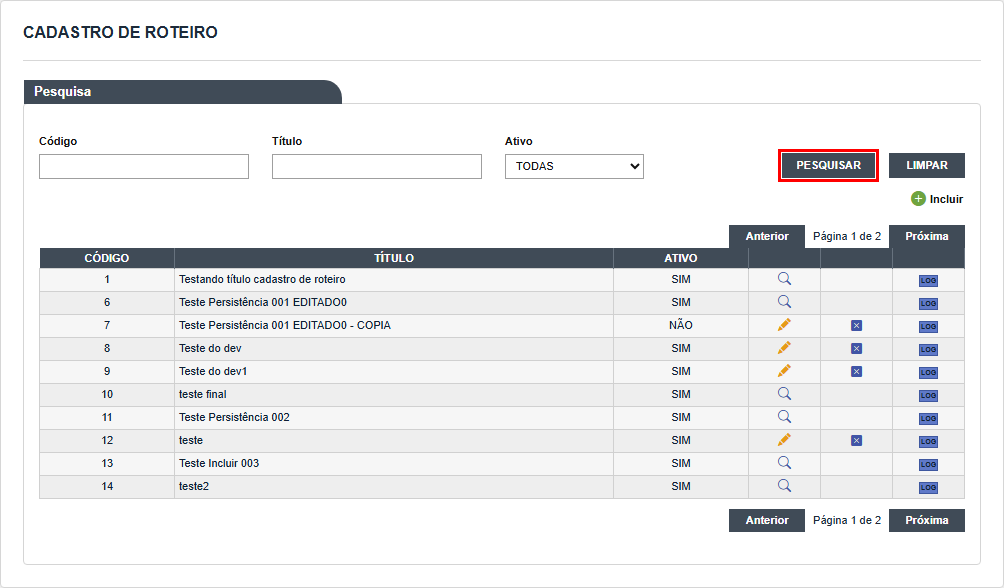 CADASTRO DE ROTEIRO
Pesquisa
Código Título Ativo
TODAS PESQUISAR LIMPAR
Incluir
Anterior Página 1 de 2 Próxima
CÓDIGO TÍTULO ATIVO
1 Testando título cadastro de roteiro SIM LOG
6 Teste Persistência 001 EDITADO0 SIM LOG
7 Teste Persistência 001 EDITADO0 - COPIA NÃO LOG
8 Teste do dev SIM LOG
9 Teste do dev1 SIM LOG
10 teste final SIM LOG
11 Teste Persistência 002 SIM LOG
12 teste SIM LOG
13 Teste Incluir 003 SIM LOG
14 teste2 SIM LOG
Anterior Página 1 de 2 Próxima